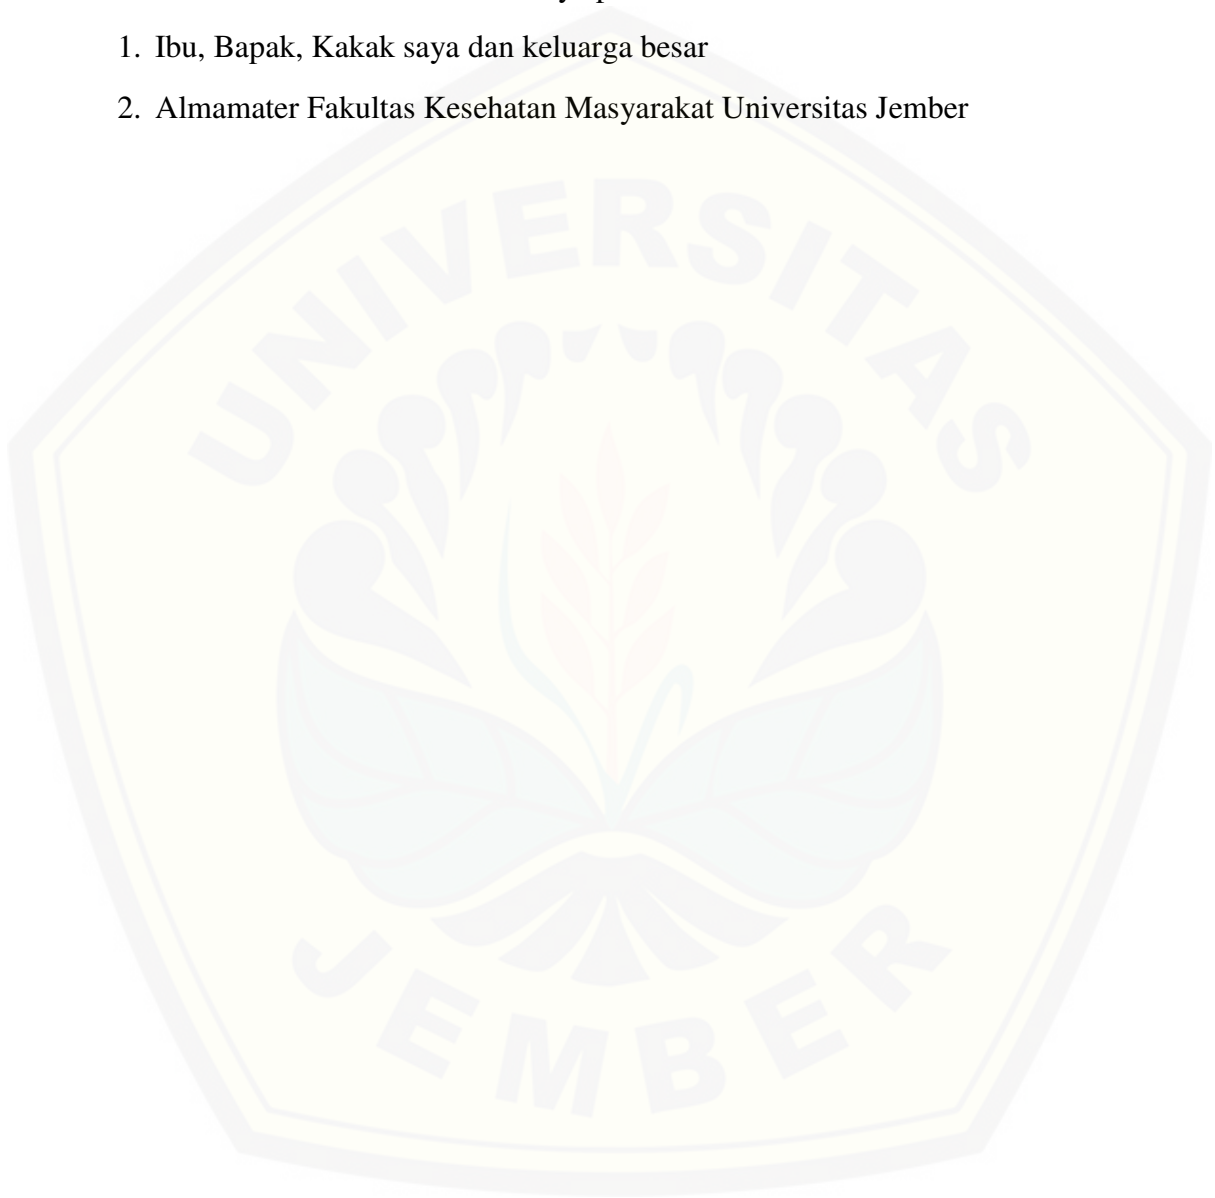 1. Ibu, Bapak, Kakak saya dan keluarga besar
2. Almamater Fakultas Kesehatan Masyarakat Universitas Jember
UNIVERSITAS
JEMBER